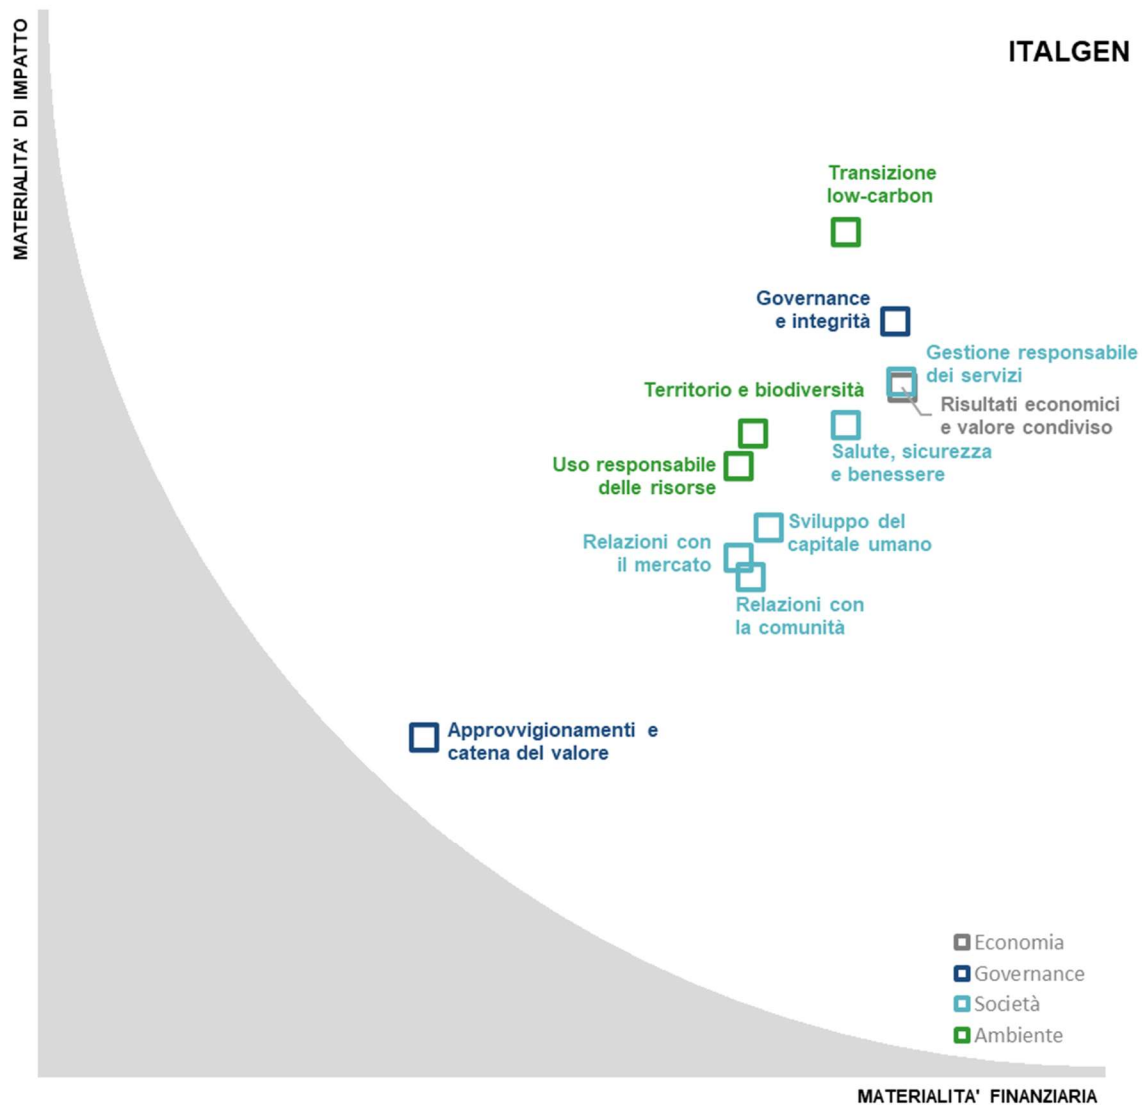 MATERIALITA' DI IMPATTO
ITALGEN
Transizione
low-carbon
Governance
e integrità
Gestione responsabile
dei servizi
Territorio e biodiversità
Risultati economici
e valore condiviso
Salute, sicurezza
e benessere
Uso responsabile
delle risorse
Sviluppo del
capitale umano
Relazioni con
il mercato
Relazioni con
la comunità
Approvvigionamenti e
catena del valore
Economia
Governance
Società
Ambiente
MATERIALITA' FINANZIARIA